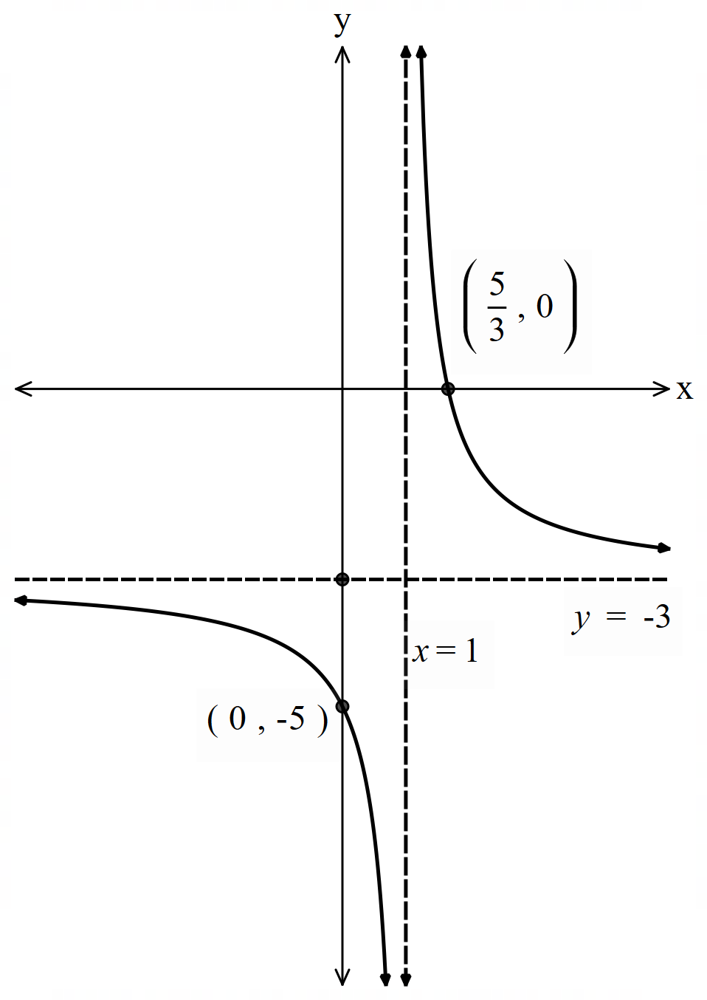 y
( 5/3 , 0 )
x
y = -3
x = 1
( 0 , -5 )